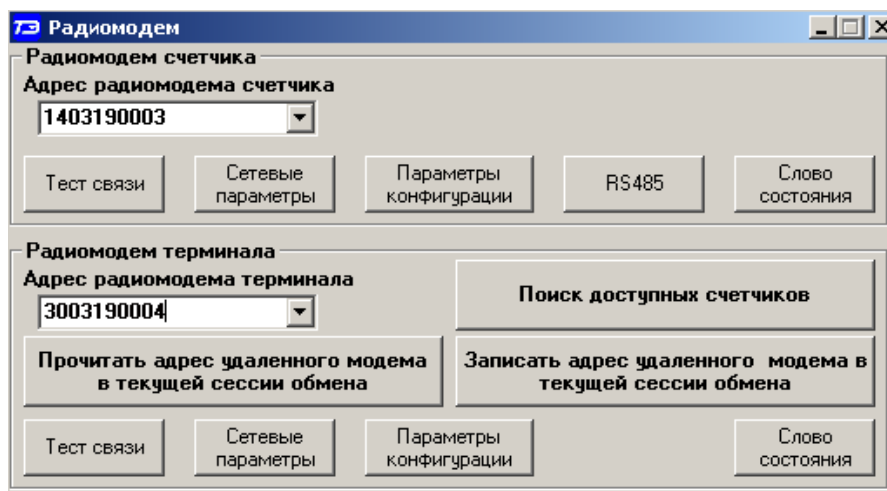 ТЭ Радиомодем
Радиомодем счетчика
Адрес радиомодема счетчика
1403190003
Тест связи
Сетевые
параметры
Параметры
конфигурации
RS485
Слово
состояния
Радиомодем терминала
Адрес радиомодема терминала
3003190004
Поиск доступных счетчиков
Прочитать адрес удаленного модема
в текущей сессии обмена
Записать адрес удаленного модема в
текущей сессии обмена
Тест связи
Сетевые
параметры
Параметры
конфигурации
Слово
состояния